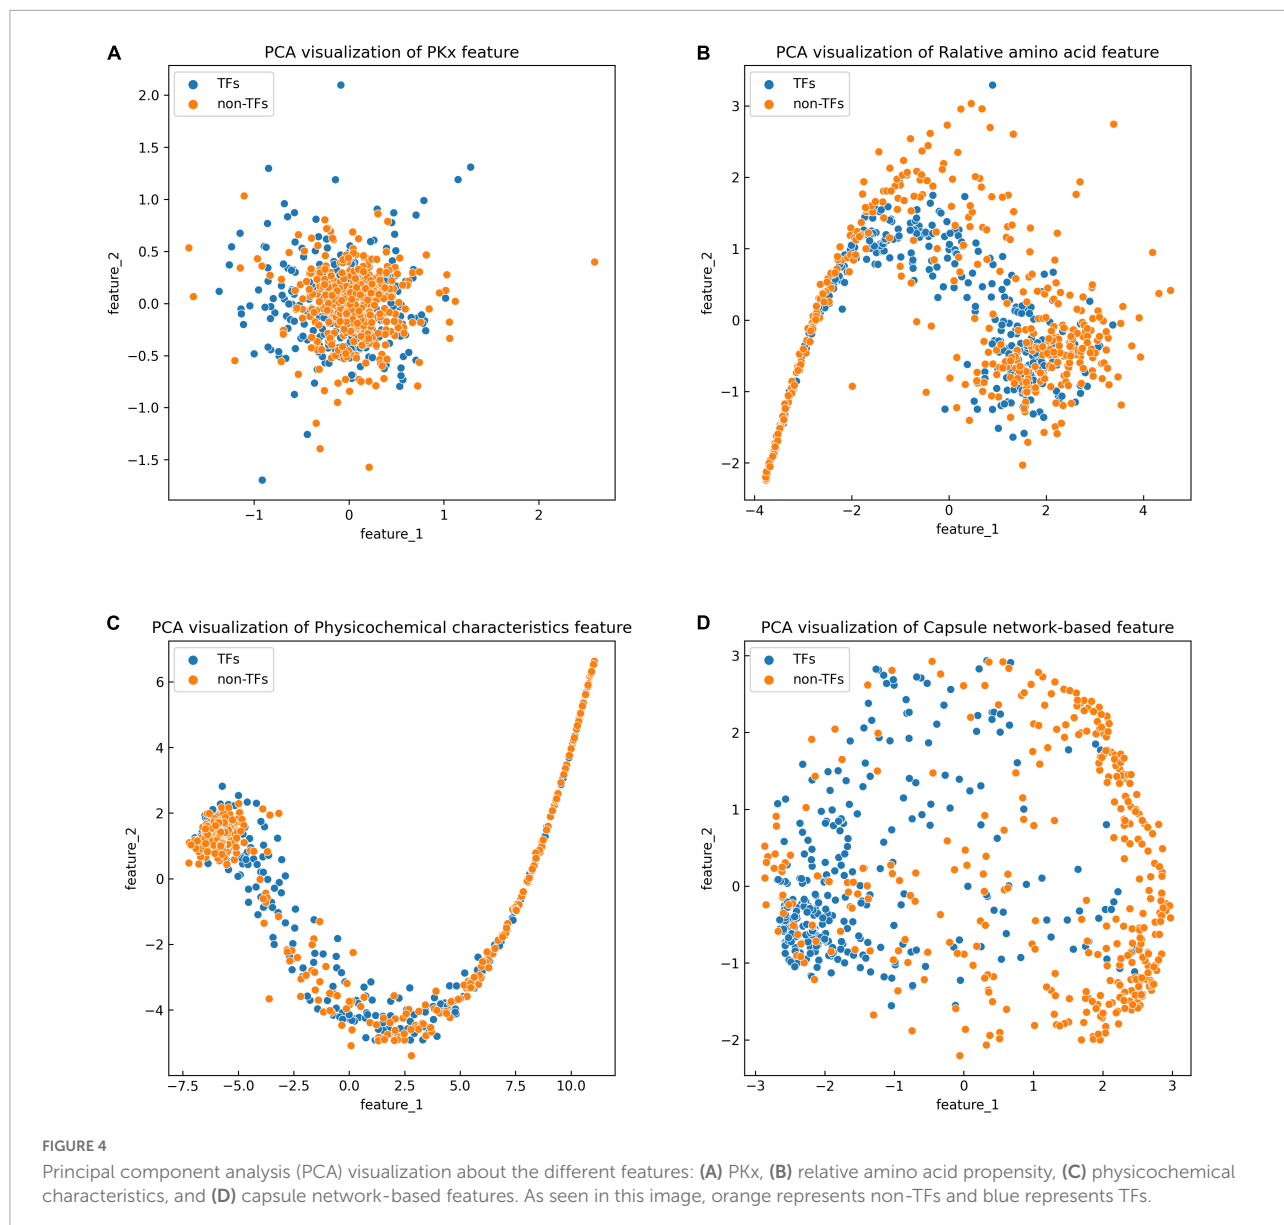 A
PCA visualization of PKx feature
TFs
non-TFs
2.0
1.5
1.0
0.5
0.0
−0.5
−1.0
−1.5
feature_2
−1
0
1
2
feature_1
B
PCA visualization of Ralative amino acid feature
TFs
non-TFs
3
2
1
0
−1
−2
feature_2
−4
−2
0
2
4
feature_1
C
PCA visualization of Physicochemical characteristics feature
TFs
non-TFs
6
4
2
0
−2
−4
feature_2
−7.5
−5.0
−2.5
0.0
2.5
5.0
7.5
10.0
feature_1
D
PCA visualization of Capsule network-based feature
TFs
non-TFs
3
2
1
0
−1
−2
feature_2
−3
−2
−1
0
1
2
3
feature_1
FIGURE 4
Principal component analysis (PCA) visualization about the different features: (A) PKx, (B) relative amino acid propensity, (C) physicochemical
characteristics, and (D) capsule network-based features. As seen in this image, orange represents non-TFs and blue represents TFs.